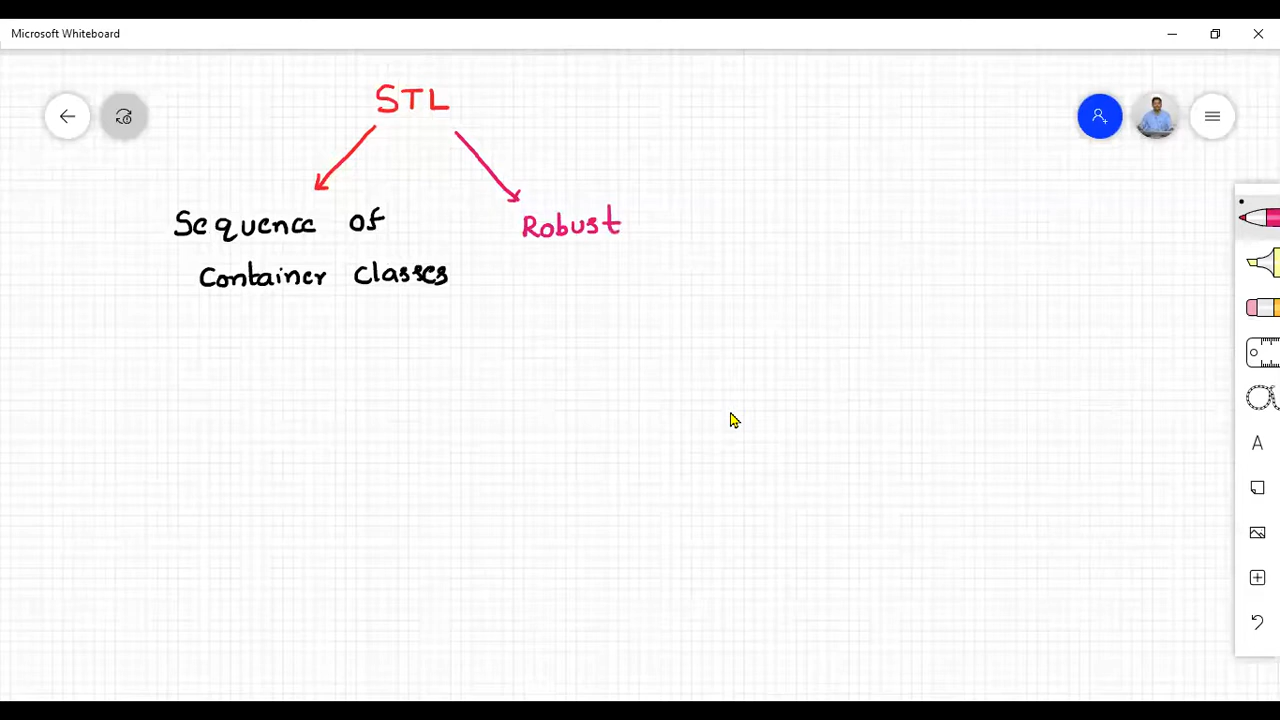 Microsoft Whiteboard
STL
Sequence of
Robust
Container Classes
A